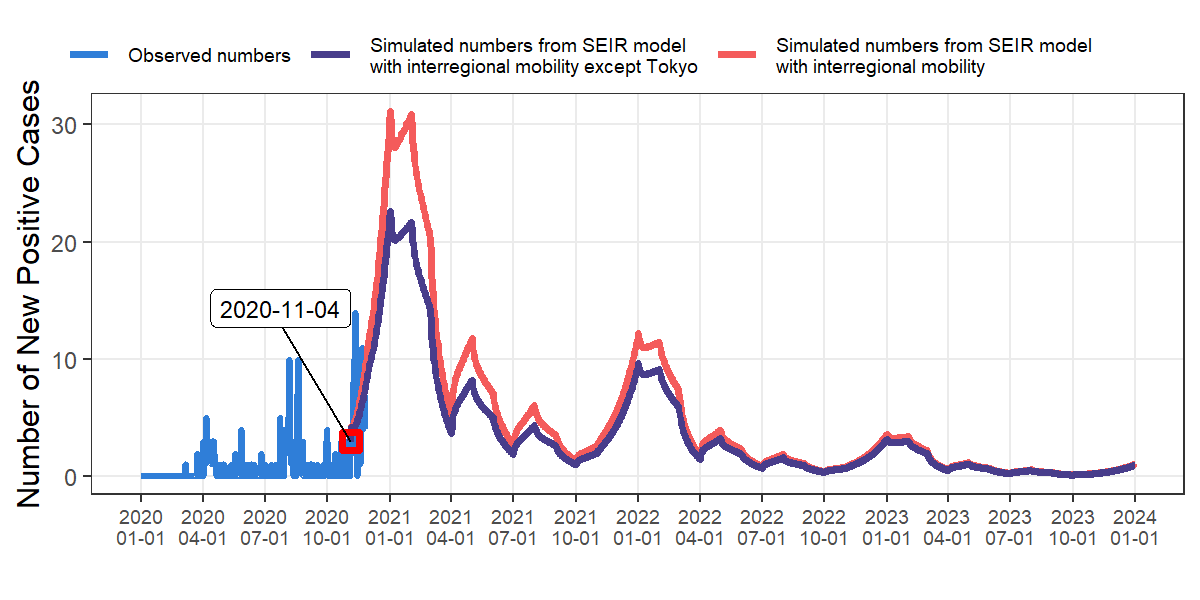 Observed numbers
Simulated numbers from SEIR model
with interregional mobility except Tokyo
Simulated numbers from SEIR model
with interregional mobility
Number of New Positive Cases
30
20
10
0
2020-11-04
2020 2020 2020 2020 2021 2021 2021 2021 2022 2022 2022 2022 2023 2023 2023 2023 2024
01-01 04-01 07-01 10-01 01-01 04-01 07-01 10-01 01-01 04-01 07-01 10-01 01-01 04-01 07-01 10-01 01-01